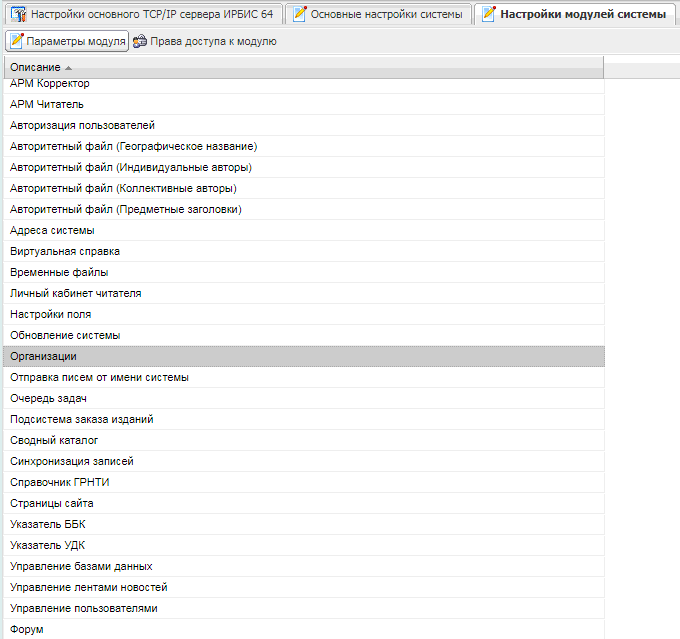 Настройки основного TCP/IP сервера ИРБИС 64 Основные настройки системы Настройки модулей системы
Параметры модуля Права доступа к модулю
Описание
АРМ Корректор
АРМ Читатель
Авторизация пользователей
Авторитетный файл (Географическое название)
Авторитетный файл (Индивидуальные авторы)
Авторитетный файл (Коллективные авторы)
Авторитетный файл (Предметные заголовки)
Адреса системы
Виртуальная справка
Временные файлы
Личный кабинет читателя
Настройки поля
Обновление системы
Организации
Отправка писем от имени системы
Очередь задач
Подсистема заказа изданий
Сводный каталог
Синхронизация записей
Справочник ГРНТИ
Страницы сайта
Указатель ББК
Указатель УДК
Управление базами данных
Управление лентами новостей
Управление пользователями
Форум